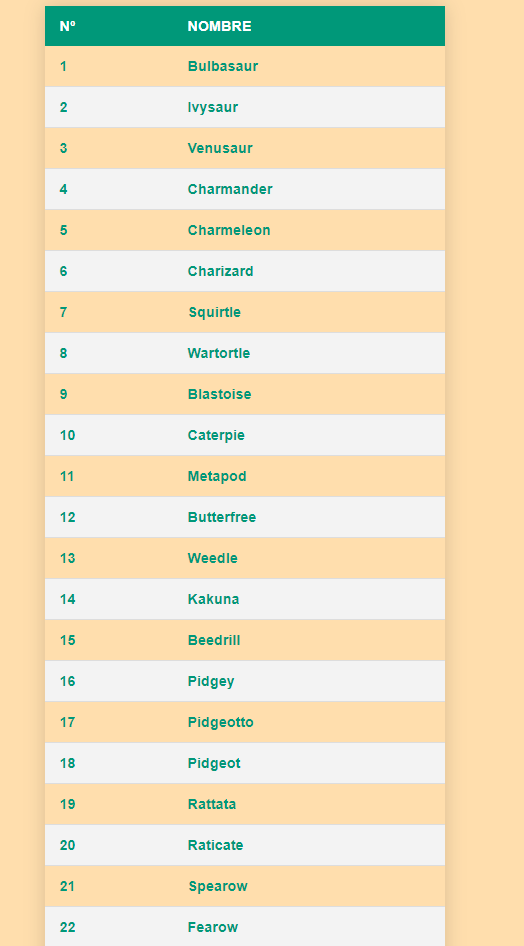 Nº NOMBRE
1 Bulbasaur
2 Ivysaur
3 Venusaur
4 Charmander
5 Charmeleon
6 Charizard
7 Squirtle
8 Wartortle
9 Blastoise
10 Caterpie
11 Metapod
12 Butterfree
13 Weedle
14 Kakuna
15 Beedrill
16 Pidgey
17 Pidgeotto
18 Pidgeot
19 Rattata
20 Raticate
21 Spearow
22 Fearow